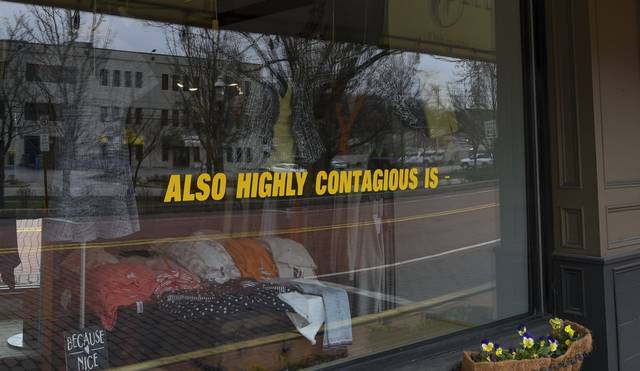 ALSO HIGHLY CONTAGIOUS IS -
BECAUSE
NICE